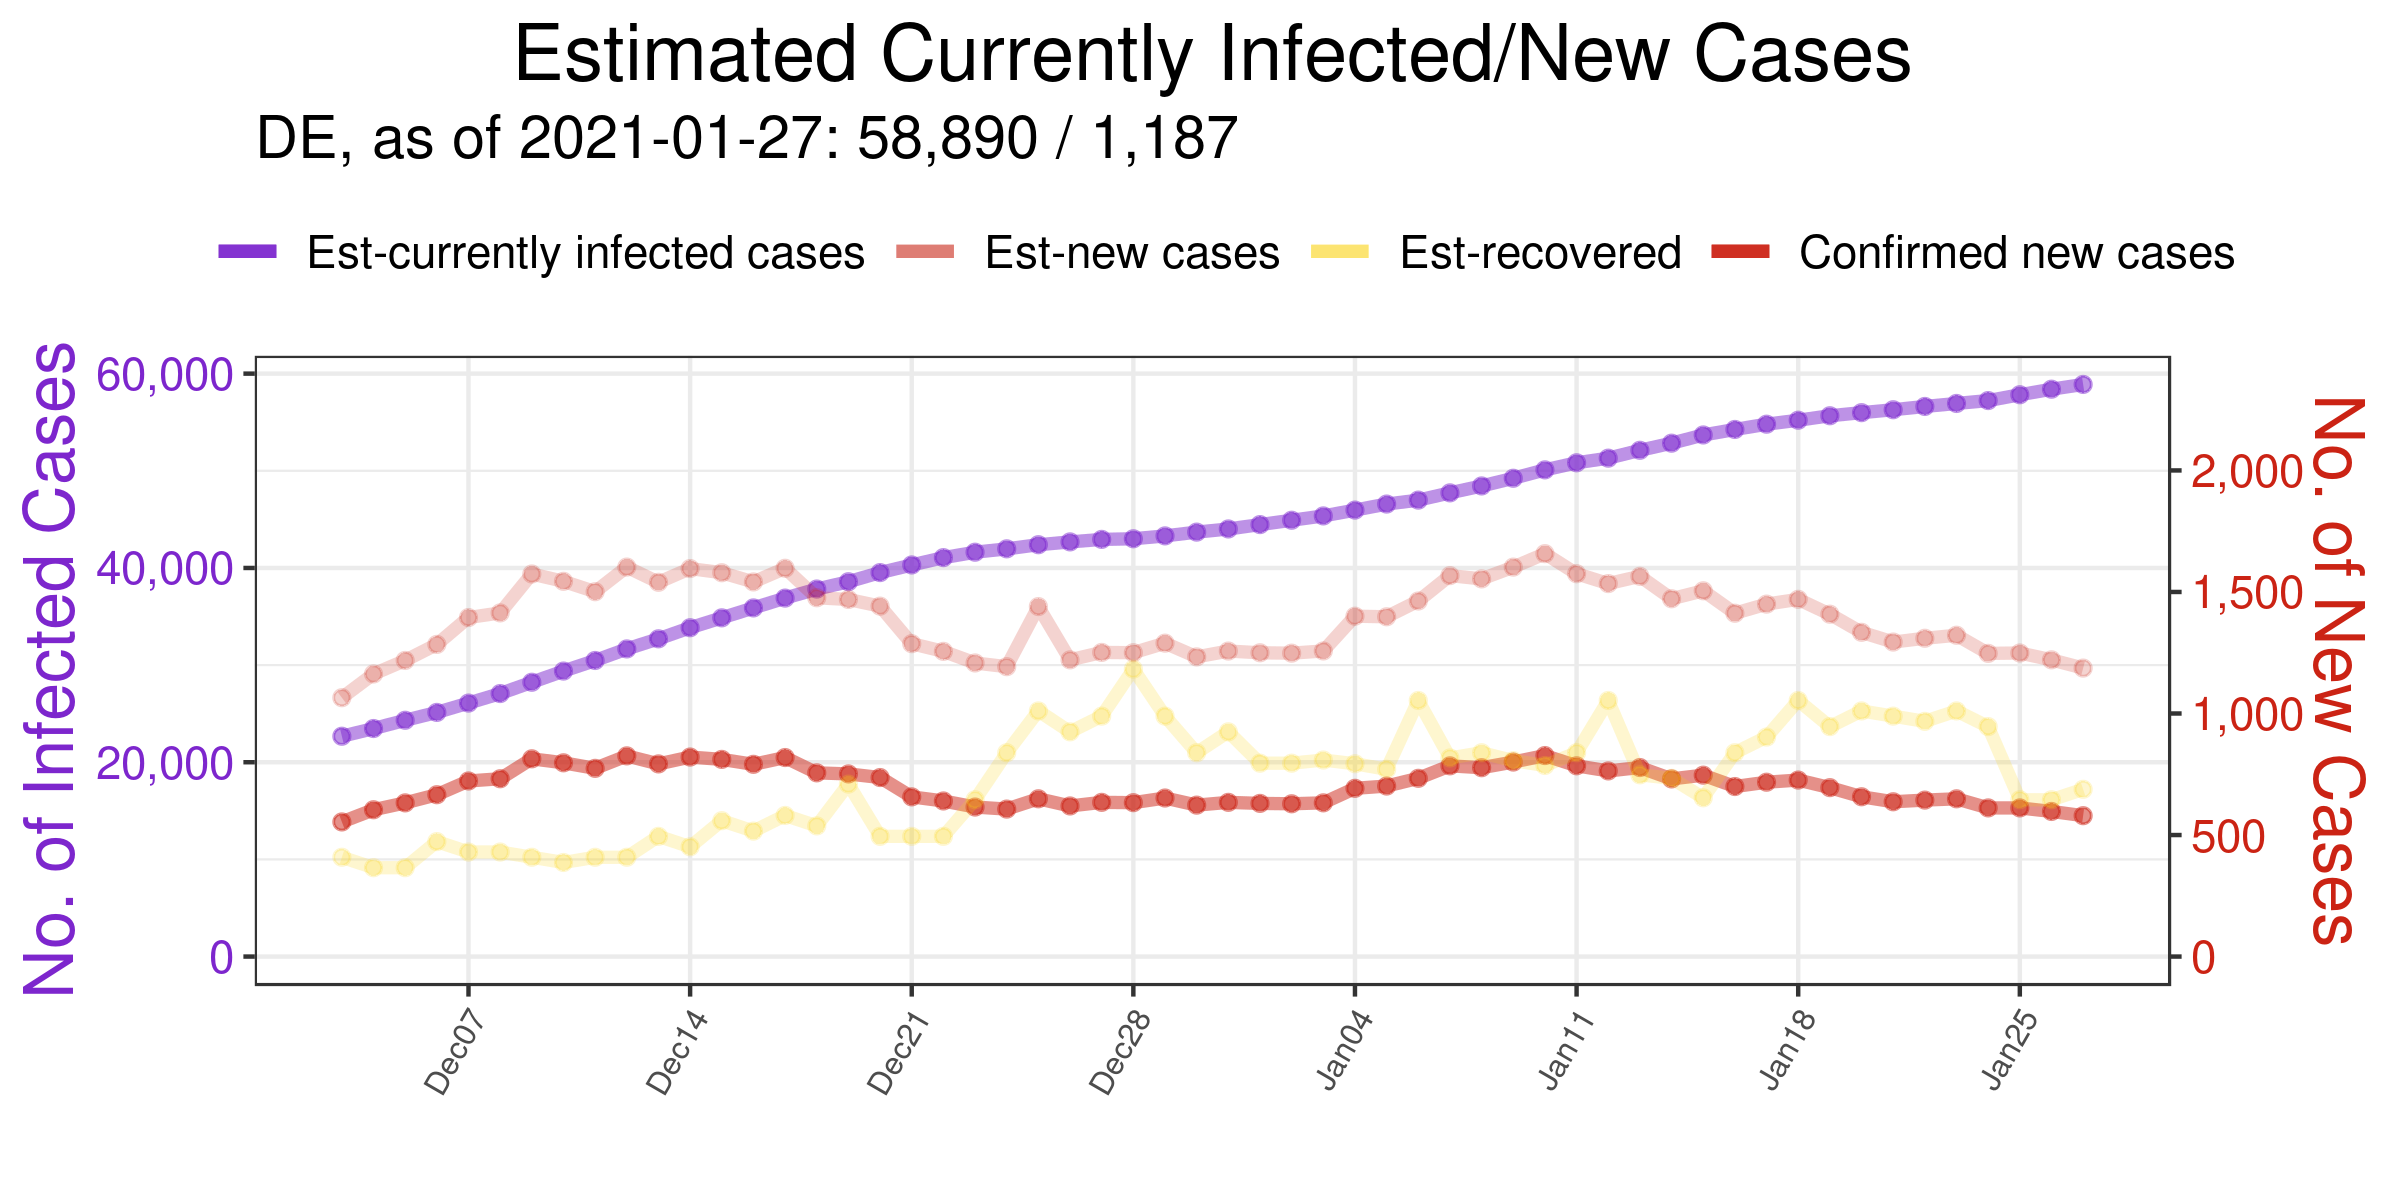 Estimated Currently Infected/New Cases
DE, as of 2021-01-27: 58,890 / 1,187
Est-currently infected cases Est-new cases Est-recovered Confirmed new cases
No. of Infected Cases
60,000
40,000
20,000
0
2,000
1,500
1,000
500
0
No. of New Cases
Dec07 Dec14 Dec21 Dec28 Jan04 Jan11 Jan18 Jan25